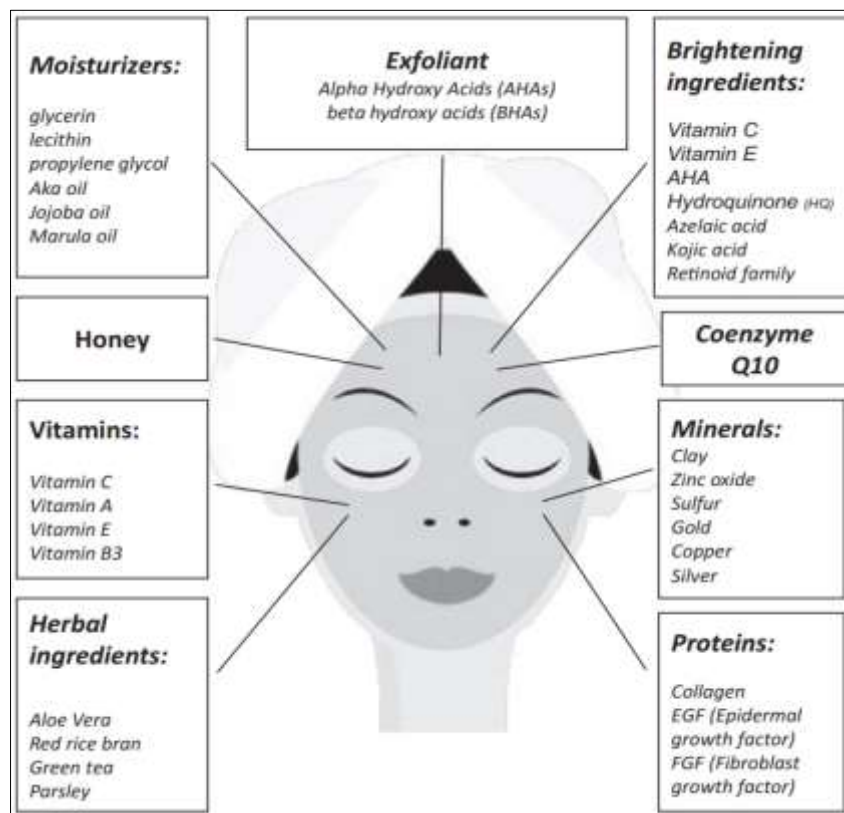 Moisturizers:
glycerin
lecithin
propylene glycol
Aka oil
Jojoba oil
Marula oil
Exfoliant
Alpha Hydroxy Acids (AHAs)
beta hydroxy acids (BHAs)
Brightening
ingredients:
Vitamin C
Vitamin E
AHA
Hydroquinone (HQ)
Azelaic acid
Kojic acid
Retinoid family
Honey
Coenzyme
Q10
Vitamins:
Vitamin C
Vitamin A
Vitamin E
Vitamin B3
Minerals:
Clay
Zinc oxide
Sulfur
Gold
Copper
Silver
Herbal
ingredients:
Aloe Vera
Red rice bran
Green tea
Parsley
Proteins:
Collagen
EGF (Epidermal
growth factor)
FGF (Fibroblast
growth factor)